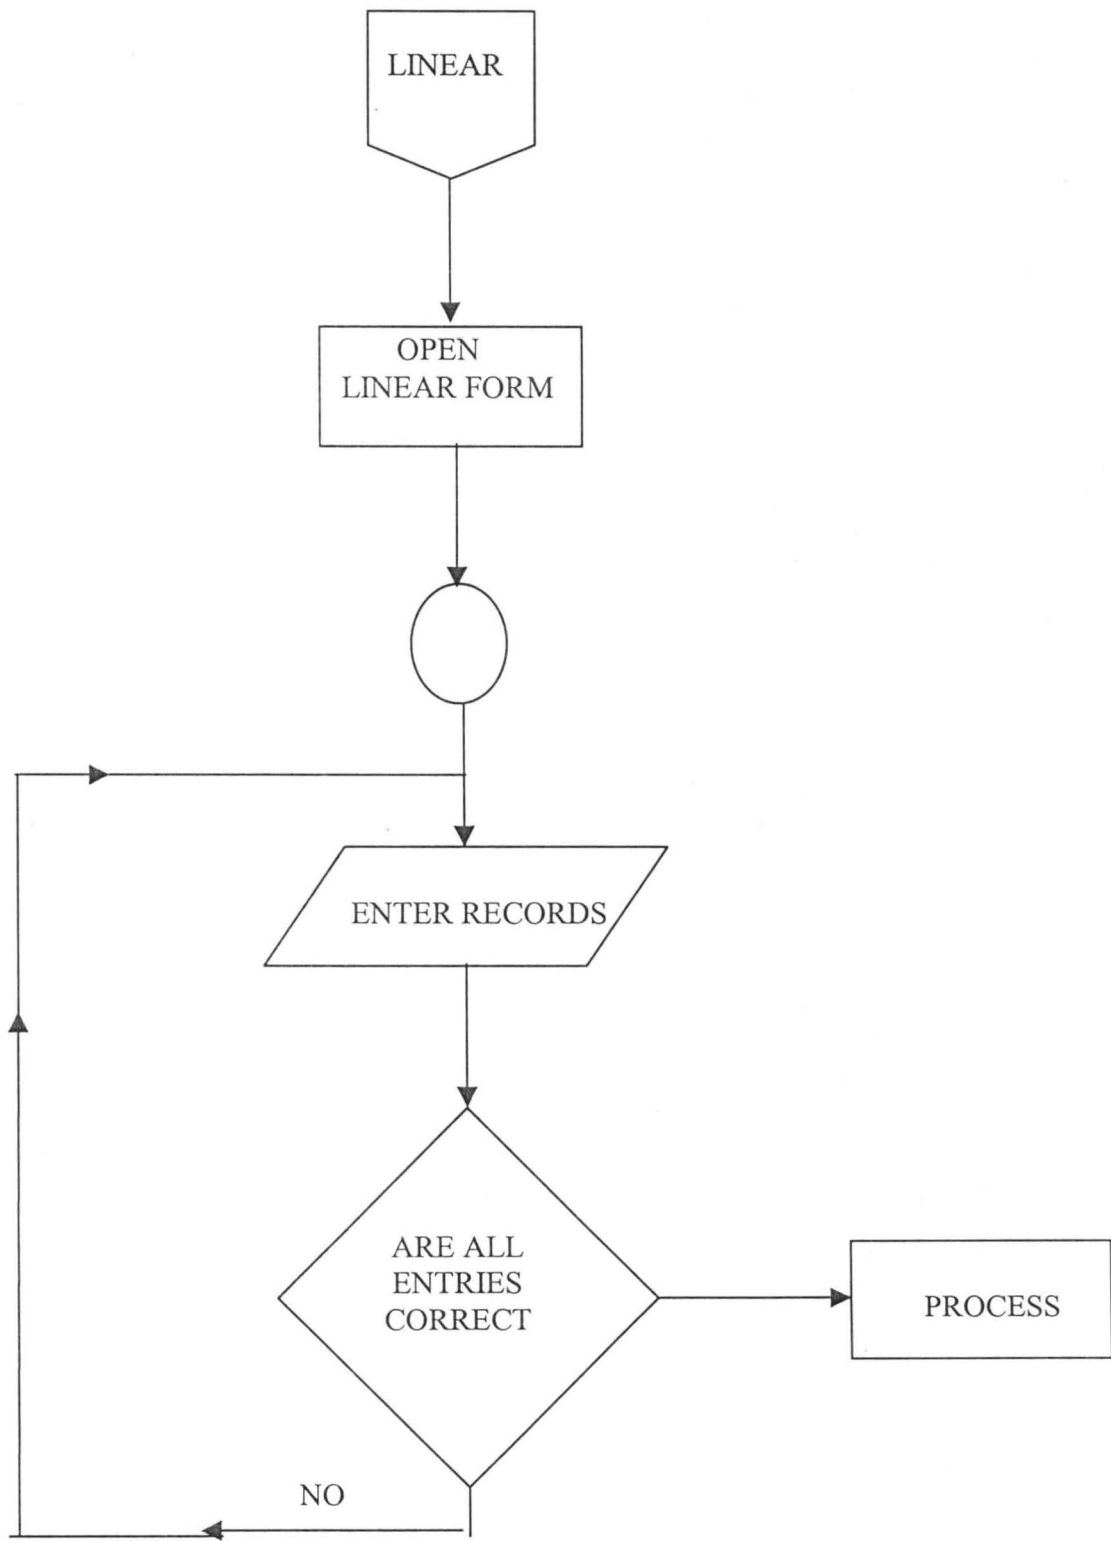 LINEAR
OPEN
LINEAR FORM
ENTER RECORDS
ARE ALL
ENTRIES
CORRECT
PROCESS
NO